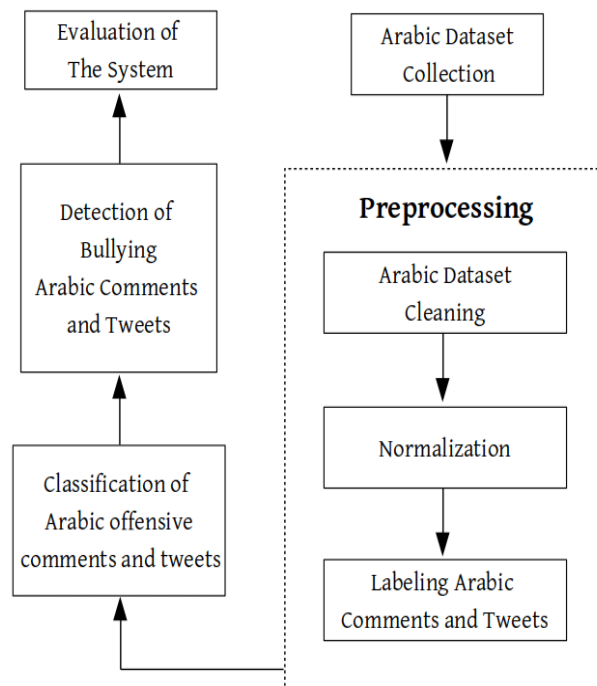 Evaluation of
The System
Arabic Dataset
Collection
Preprocessing
Arabic Dataset
Cleaning
Normalization
Labeling Arabic
Comments and Tweets
Detection of
Bullying
Arabic Comments
and Tweets
Classification of
Arabic offensive
comments and tweets